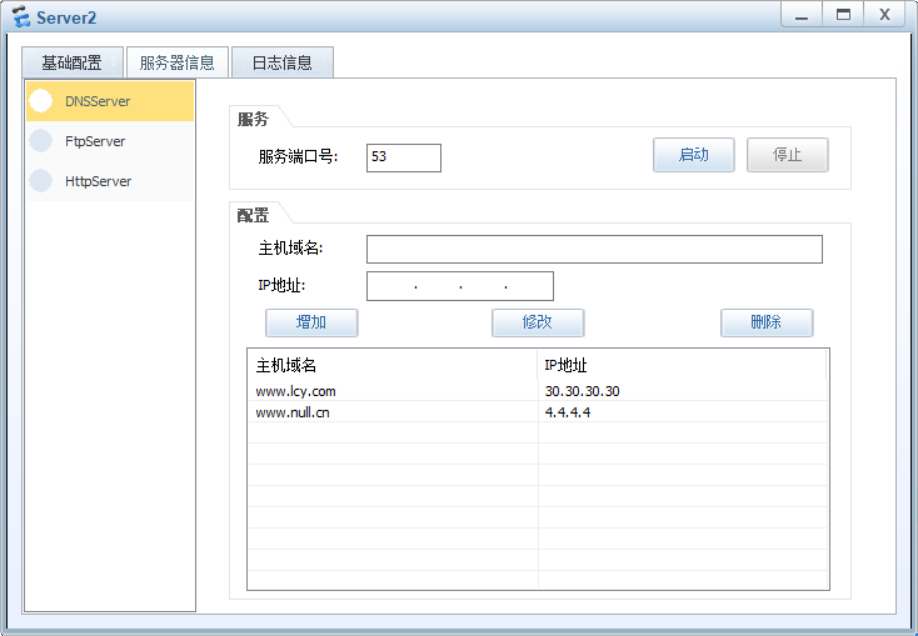 Server2
X
基础配置 服务器信息 日志信息
DNSServer
FtpServer
HttpServer
服务
服务端口号: 53 启动 停止
配置
主机域名:
IP地址: . . .
增加 修改 删除
主机域名 IP地址
www.lcy.com 30.30.30.30
www.null.cn 4.4.4.4